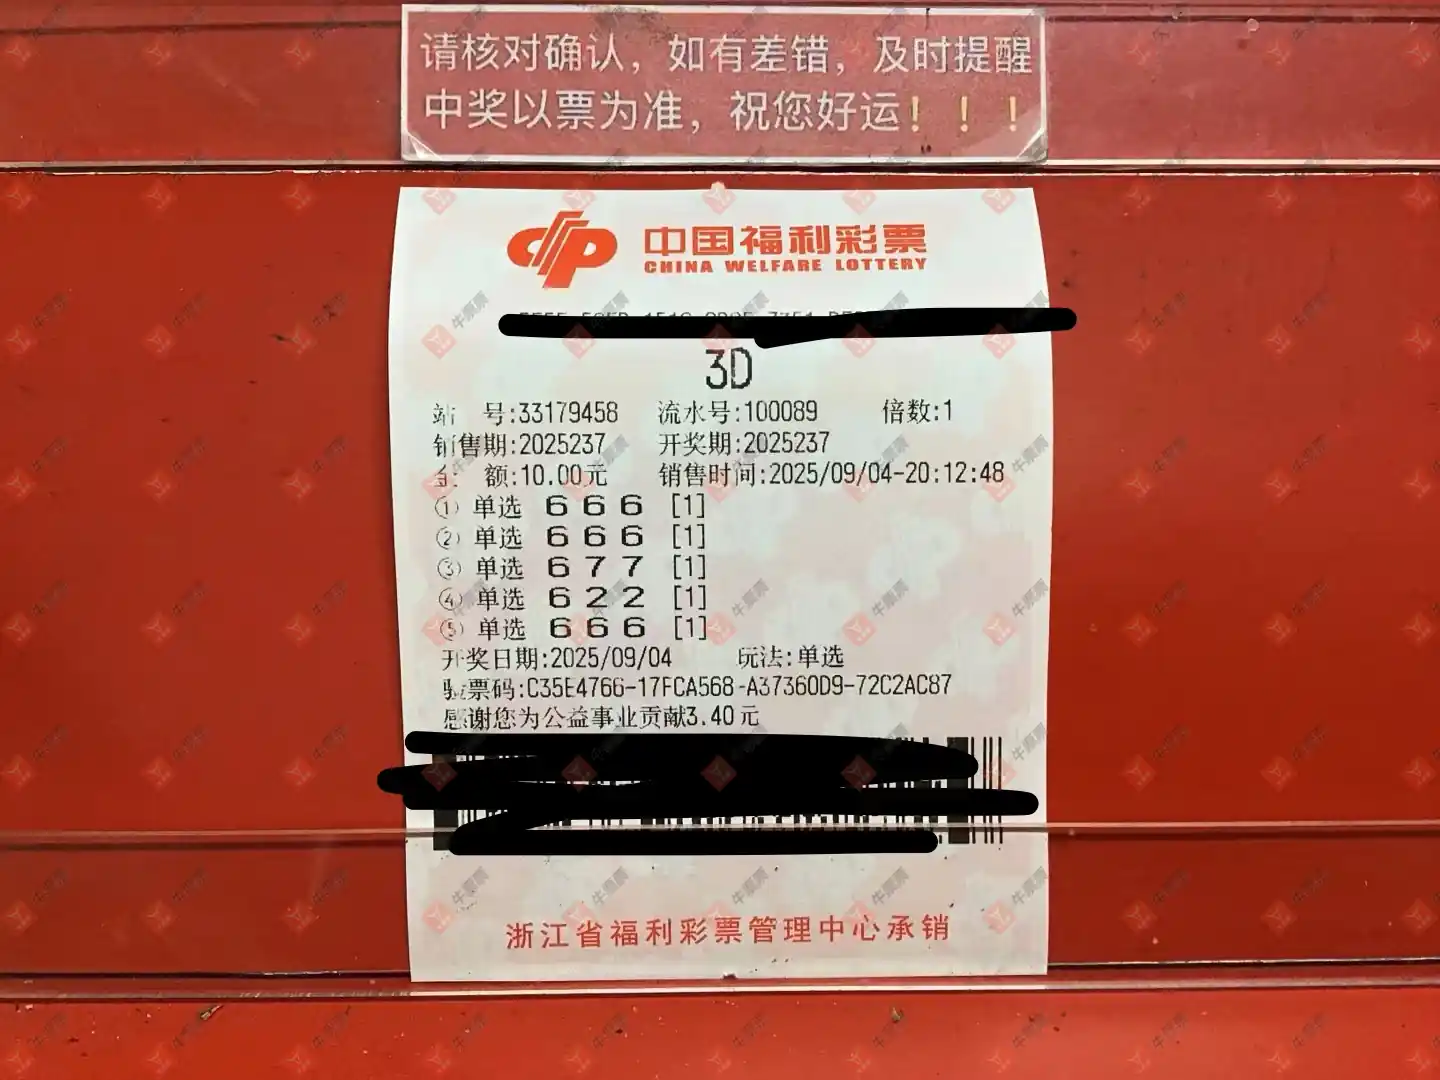 请核对确认，如有差错，及时提醒
中奖以票为准，祝您好运！！！
中国福利彩票
CHINA WELFARE LOTTERY
3D
站 号:33179458 流水号:100089 倍数:1
销售期:2025237 开奖期:2025237
金 额:10.00元 销售时间:2025/09/04-20:12:48
① 单选 6 6 6 [1]
② 单选 6 6 6 [1]
③ 单选 6 7 7 [1]
④ 单选 6 2 2 [1]
⑤ 单选 6 6 6 [1]
开奖日期:2025/09/04 玩法:单选
验票码:C35E4766-17FCA568-A37360D9-72C2AC87
感谢您为公益事业贡献3.40元
浙江省福利彩票管理中心承销